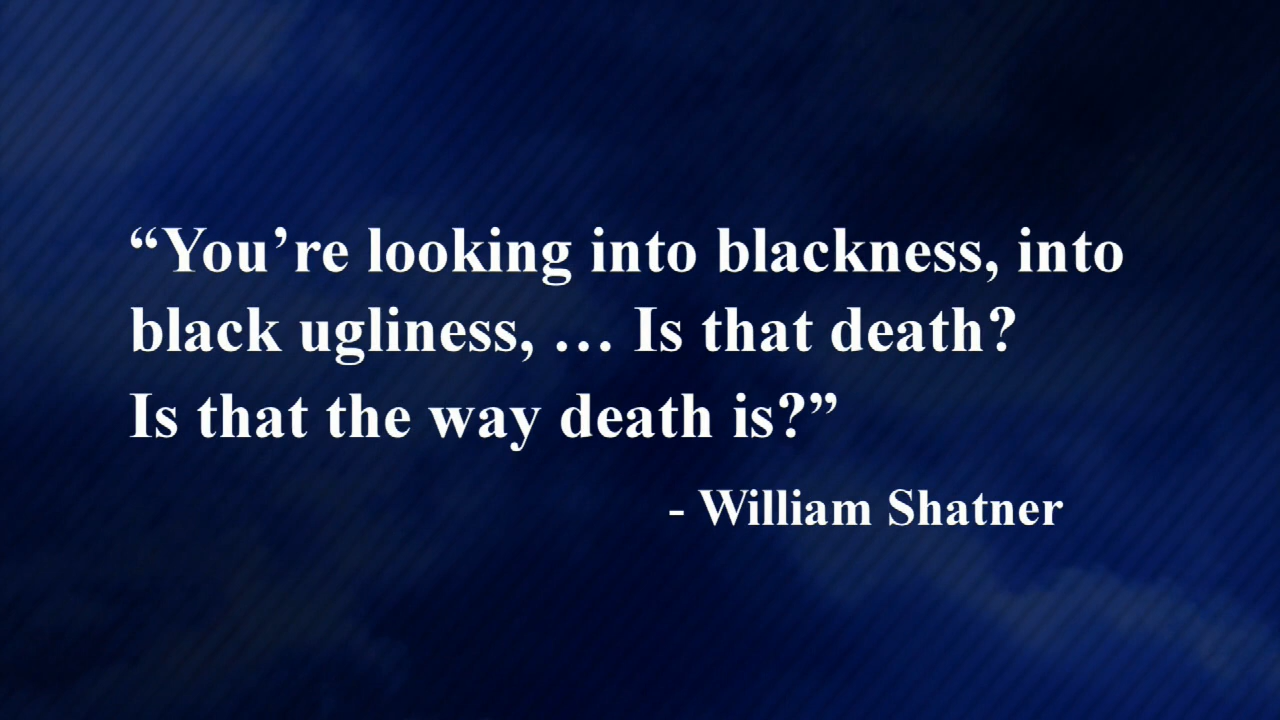 “You’re looking into blackness, into
black ugliness, … Is that death?
Is that the way death is?”
- William Shatner